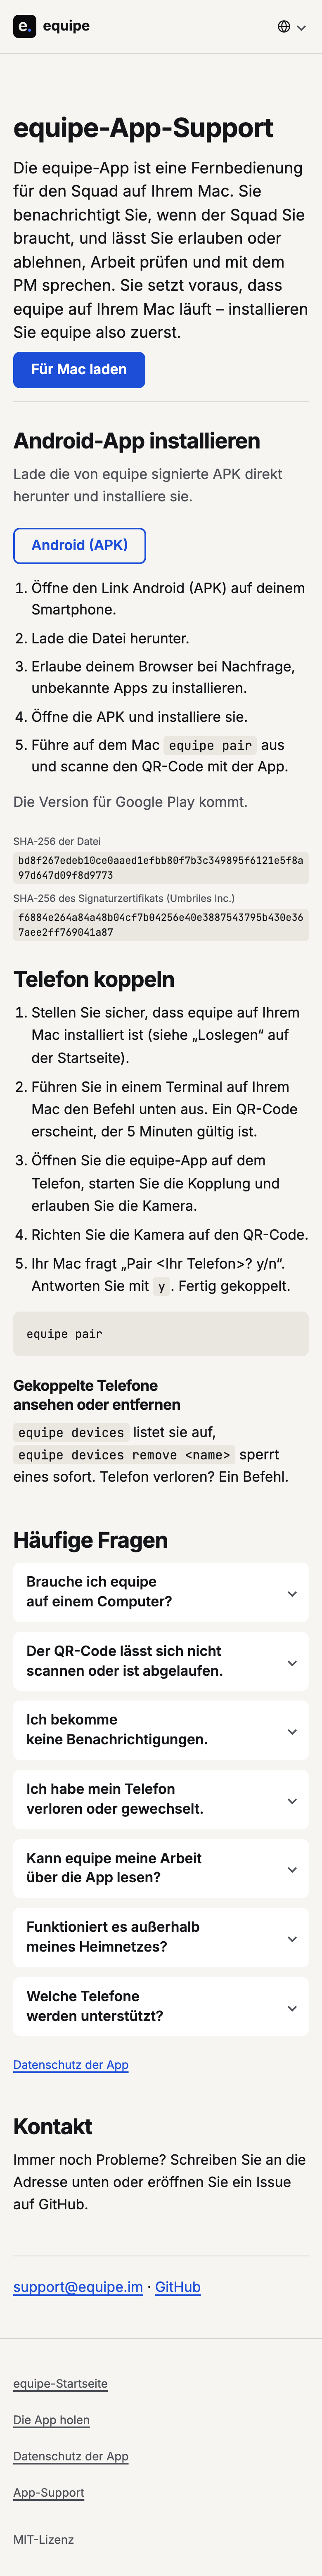 e. equipe
equipe-App-Support
Die equipe-App ist eine Fernbedienung
für den Squad auf Ihrem Mac. Sie
benachrichtigt Sie, wenn der Squad Sie
braucht, und lässt Sie erlauben oder
ablehnen, Arbeit prüfen und mit dem
PM sprechen. Sie setzt voraus, dass
equipe auf Ihrem Mac läuft – installieren
Sie equipe also zuerst.
Für Mac laden
Android-App installieren
Lade die von equipe signierte APK direkt
herunter und installiere sie.
Android (APK)
1. Öffne den Link Android (APK) auf deinem
Smartphone.
2. Lade die Datei herunter.
3. Erlaube deinem Browser bei Nachfrage,
unbekannte Apps zu installieren.
4. Öffne die APK und installiere sie.
5. Führe auf dem Mac equipe pair aus
und scanne den QR-Code mit der App.
Die Version für Google Play kommt.
SHA-256 der Datei
bd8f267edeb10ce0aaed1efbb80f7b3c349895f6121e5f8a
97d647d09f8d9773
SHA-256 des Signaturzertifikats (Umbriles Inc.)
f6884e264a84a48b04cf7b04256e40e3887543795b430e36
7aee2ff769041a87
Telefon koppeln
1. Stellen Sie sicher, dass equipe auf Ihrem
Mac installiert ist (siehe „Loslegen“ auf
der Startseite).
2. Führen Sie in einem Terminal auf Ihrem
Mac den Befehl unten aus. Ein QR-Code
erscheint, der 5 Minuten gültig ist.
3. Öffnen Sie die equipe-App auf dem
Telefon, starten Sie die Kopplung und
erlauben Sie die Kamera.
4. Richten Sie die Kamera auf den QR-Code.
5. Ihr Mac fragt „Pair <Ihr Telefon>? y/n“.
Antworten Sie mit y. Fertig gekoppelt.
equipe pair
Gekoppelte Telefone
ansehen oder entfernen
equipe devices listet sie auf,
equipe devices remove <name> sperrt
eines sofort. Telefon verloren? Ein Befehl.
Häufige Fragen
Brauche ich equipe
auf einem Computer?
Der QR-Code lässt sich nicht
scannen oder ist abgelaufen.
Ich bekomme
keine Benachrichtigungen.
Ich habe mein Telefon
verloren oder gewechselt.
Kann equipe meine Arbeit
über die App lesen?
Funktioniert es außerhalb
meines Heimnetzes?
Welche Telefone
werden unterstützt?
Datenschutz der App
Kontakt
Immer noch Probleme? Schreiben Sie an die
Adresse unten oder eröffnen Sie ein Issue
auf GitHub.
support@equipe.im · GitHub
equipe-Startseite
Die App holen
Datenschutz der App
App-Support
MIT-Lizenz